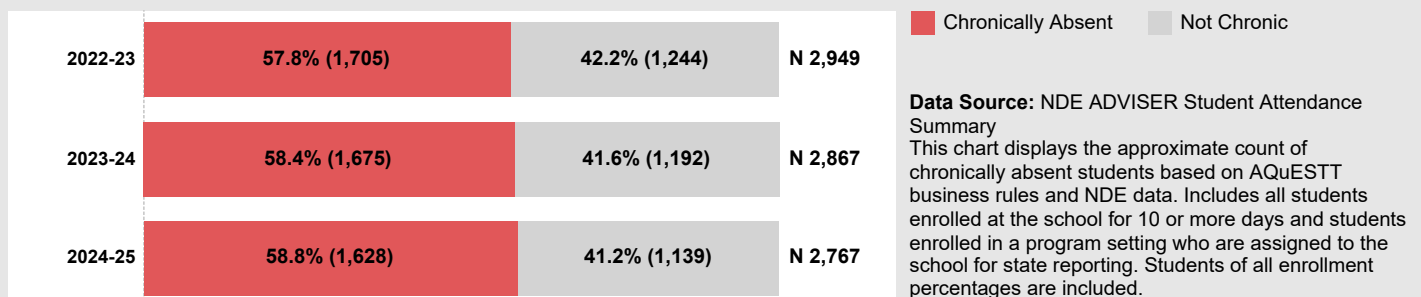 Chronically Absent Not Chronic
2022-23 57.8% (1,705) 42.2% (1,244) N 2,949
2023-24 58.4% (1,675) 41.6% (1,192) N 2,867
2024-25 58.8% (1,628) 41.2% (1,139) N 2,767
Data Source: NDE ADVISER Student Attendance
Summary
This chart displays the approximate count of
chronically absent students based on AQuESTT
business rules and NDE data. Includes all students
enrolled at the school for 10 or more days and students
enrolled in a program setting who are assigned to the
school for state reporting. Students of all enrollment
percentages are included.